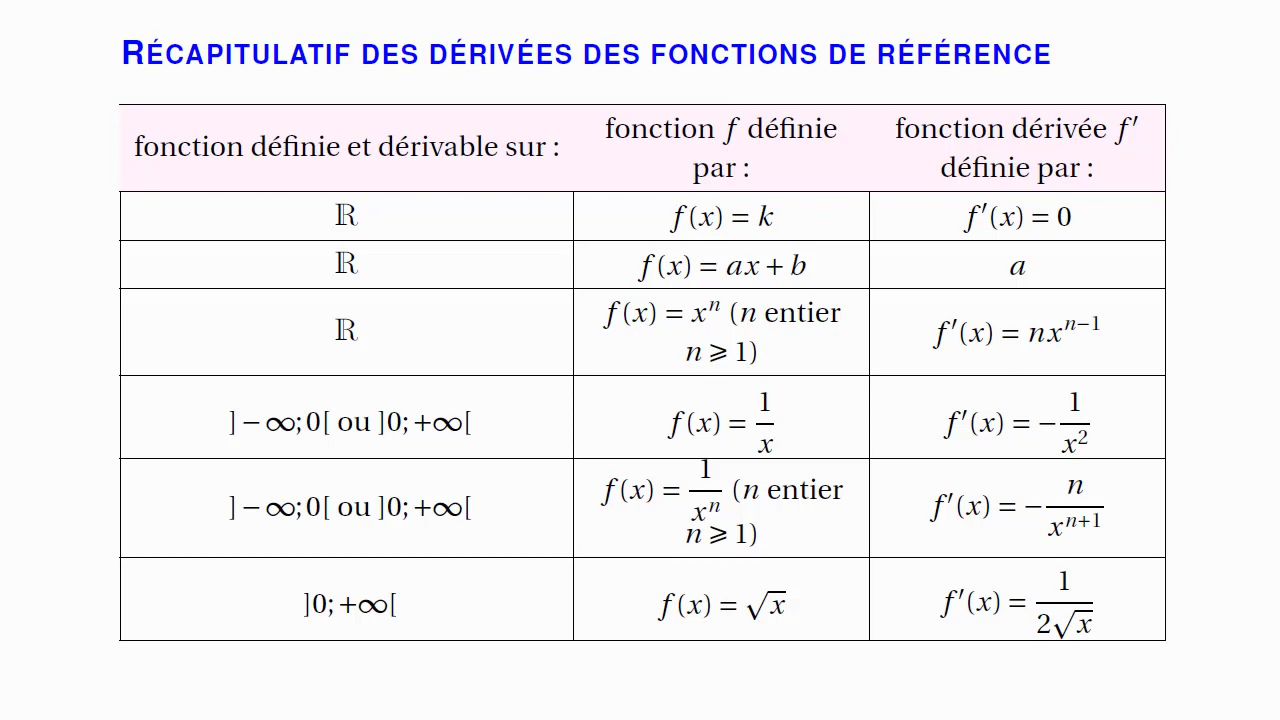 RÉCAPITULATIF DES DÉRIVÉES DES FONCTIONS DE RÉFÉRENCE
fonction définie et dérivable sur :
fonction f définie
par :
fonction dérivée f′
définie par :
ℝ
f(x) = k
f′(x) = 0
ℝ
f(x) = ax + b
a
ℝ
f(x) = xⁿ (n entier
n ⩾ 1)
f′(x) = nxⁿ⁻¹
]−∞;0[ ou ]0;+∞[
f(x) = 1/x
f′(x) = −1/x²
]−∞;0[ ou ]0;+∞[
f(x) = 1/xⁿ (n entier
n ⩾ 1)
f′(x) = −n/xⁿ⁺¹
]0;+∞[
f(x) = √x
f′(x) = 1/2√x